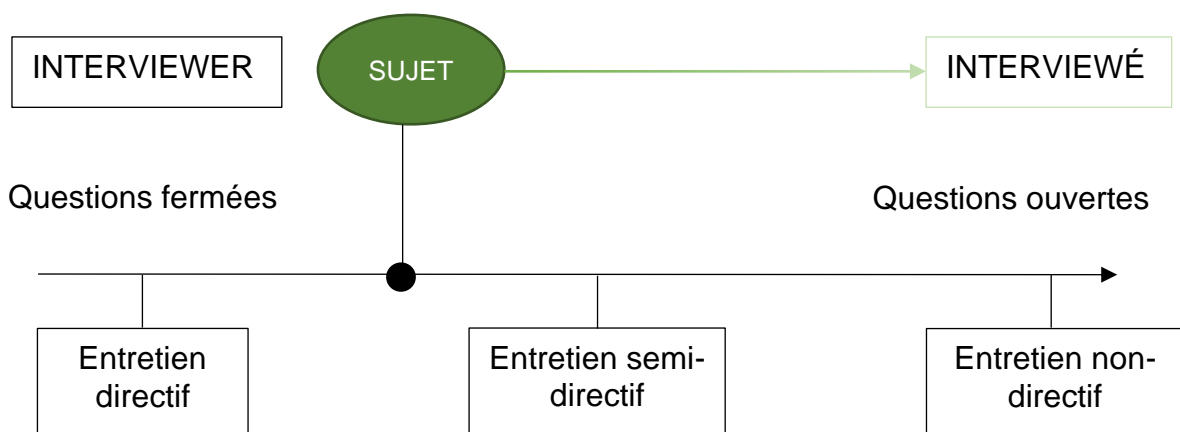 INTERVIEWER
SUJET
INTERVIEWÉ
Questions fermées
Questions ouvertes
Entretien
directif
Entretien semi-
directif
Entretien non-
directif